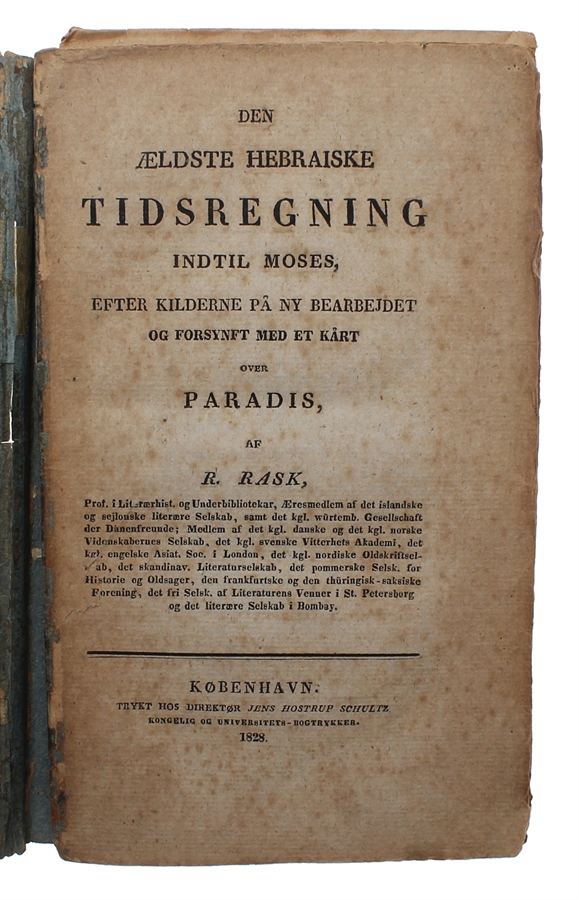 DEN
ÆLDSTE HEBRAISKE
TIDSREGNING
INDTIL MOSES,
EFTER KILDERNE PÅ NY BEARBEJDET
OG FORSYNFT MED ET KÅRT
OVER
PARADIS,
AF
R. RASK,
Prof. i Literærhist. og Underbibliotekar, Æresmedlem af det islandske
og sejlonske literære Selskab, samt det kgl. würtemb. Gesellschaft
der Dänenfreunde; Medlem af det kgl. danske og det kgl. norske
Videnskabernes Selskab, det kgl. svenske Vitterhets Akademi, det
kgl. engelske Asiat. Soc. i London, det kgl. nordiske Oldskriftsel-
ab, det skandinav. Literaturselskab, det pommerske Selsk. for
Historie og Oldsager, den frankfurtske og den thüringisk-saksiske
Forening, det fri Selsk. af Literaturens Venner i St. Petersborg
og det literære Selskab i Bombay.
KØBENHAVN.
TRYKT HOS DIREKTØR JENS HOSTRUP SCHULTZ
KONGELIG OG UNIVERSITETS-BOGTRYKKER.
1828.